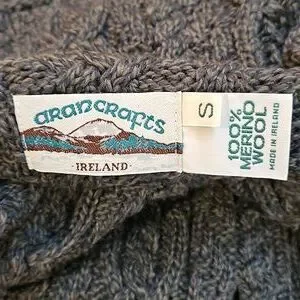 arancrafts
·IRELAND·
S
100%
MERINO
WOOL
MADE IN IRELAND